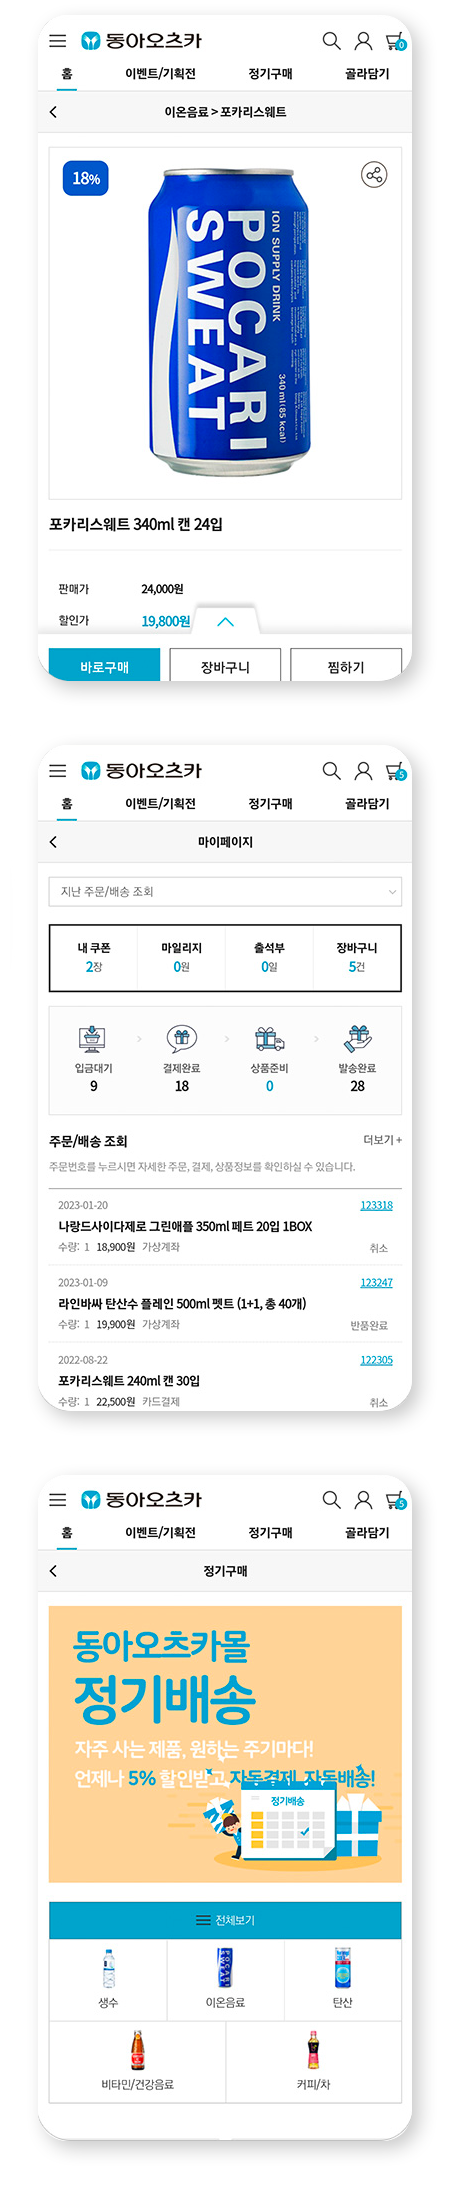 동아오츠카
0
홈 이벤트/기획전 정기구매 골라담기
이온음료 > 포카리스웨트
18%
POCARI
SWEAT
ION SUPPLY DRINK
340 ml (85 kcal)
포카리스웨트 340ml 캔 24입
판매가 24,000원
할인가 19,800원
바로구매 장바구니 찜하기
동아오츠카
5
홈 이벤트/기획전 정기구매 골라담기
마이페이지
지난 주문/배송 조회
내 쿠폰 마일리지 출석부 장바구니
2장 0원 0일 5건
입금대기 결제완료 상품준비 발송완료
9 18 0 28
주문/배송 조회 더보기 +
주문번호를 누르시면 자세한 주문, 결제, 상품정보를 확인하실 수 있습니다.
2023-01-20 123318
나랑드사이다제로 그린애플 350ml 페트 20입 1BOX
수량: 1 18,900원 가상계좌 취소
2023-01-09 123247
라인바싸 탄산수 플레인 500ml 펫트 (1+1, 총 40개)
수량: 1 19,900원 가상계좌 반품완료
2022-08-22 122305
포카리스웨트 240ml 캔 30입
수량: 1 22,500원 카드결제 취소
동아오츠카
5
홈 이벤트/기획전 정기구매 골라담기
정기구매
동아오츠카몰
정기배송
자주 사는 제품, 원하는 주기마다!
언제나 5% 할인받고, 자동결제, 자동배송!
정기배송
전체보기
POCARI
SWEAT
생수 이온음료 탄산
비타민/건강음료 커피/차